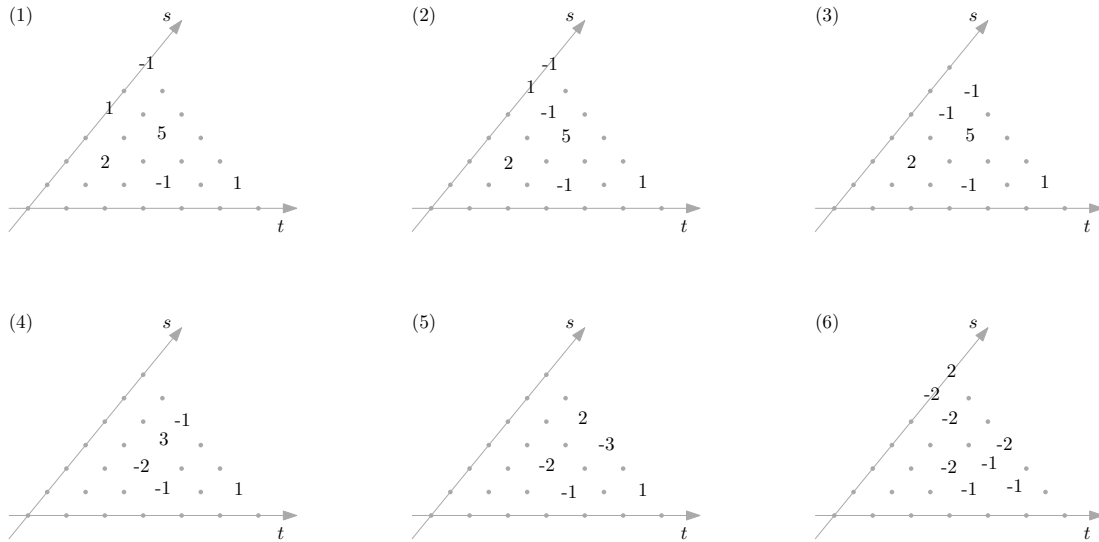 (1) (2) (3)
s s s
-1 -1
1 1 -1
-1 -1
5 5 5
2 2 2
-1 1 -1 1 -1 1
t t t
(4) (5) (6)
s s s
2
-2
-1 2 -2
3 -3 -2
-2 -2 -2 -1
-1 1 -1 1 -1 -1
t t t